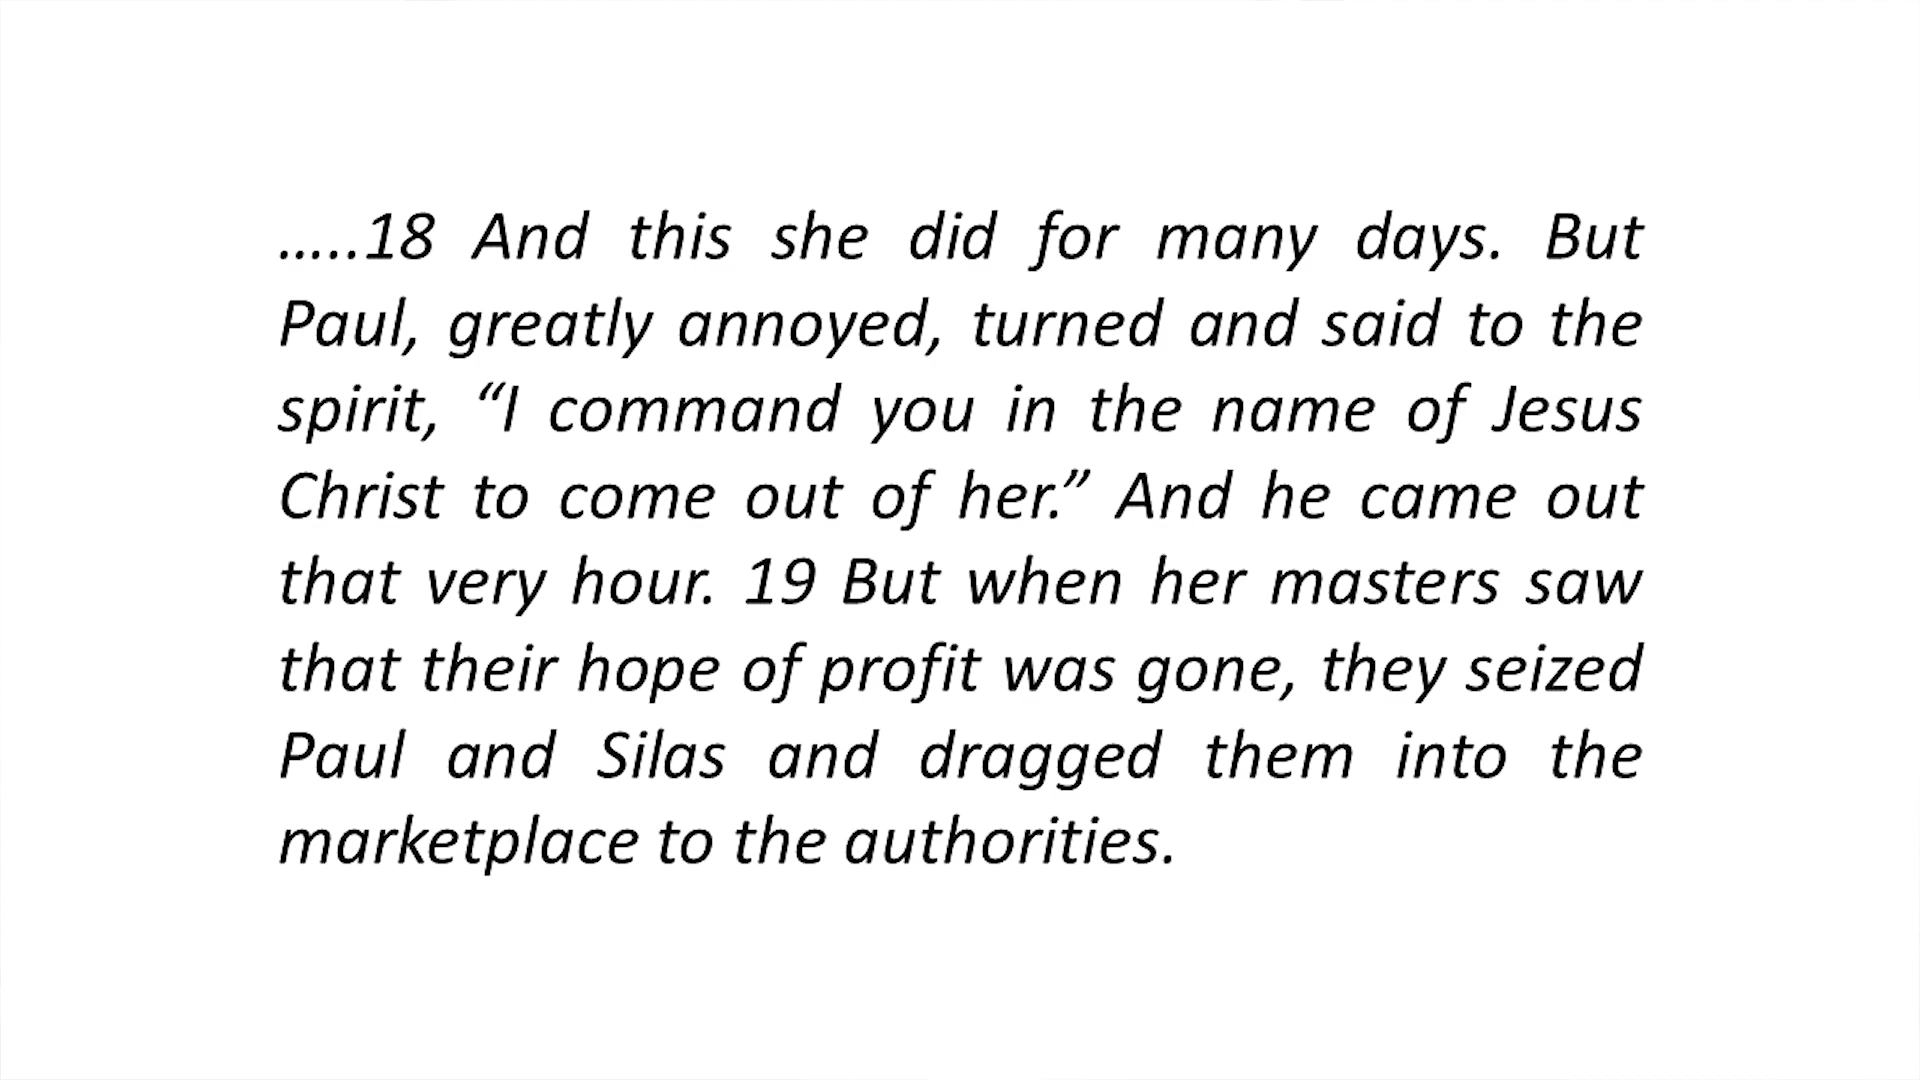 …..18 And this she did for many days. But
Paul, greatly annoyed, turned and said to the
spirit, “I command you in the name of Jesus
Christ to come out of her.” And he came out
that very hour. 19 But when her masters saw
that their hope of profit was gone, they seized
Paul and Silas and dragged them into the
marketplace to the authorities.